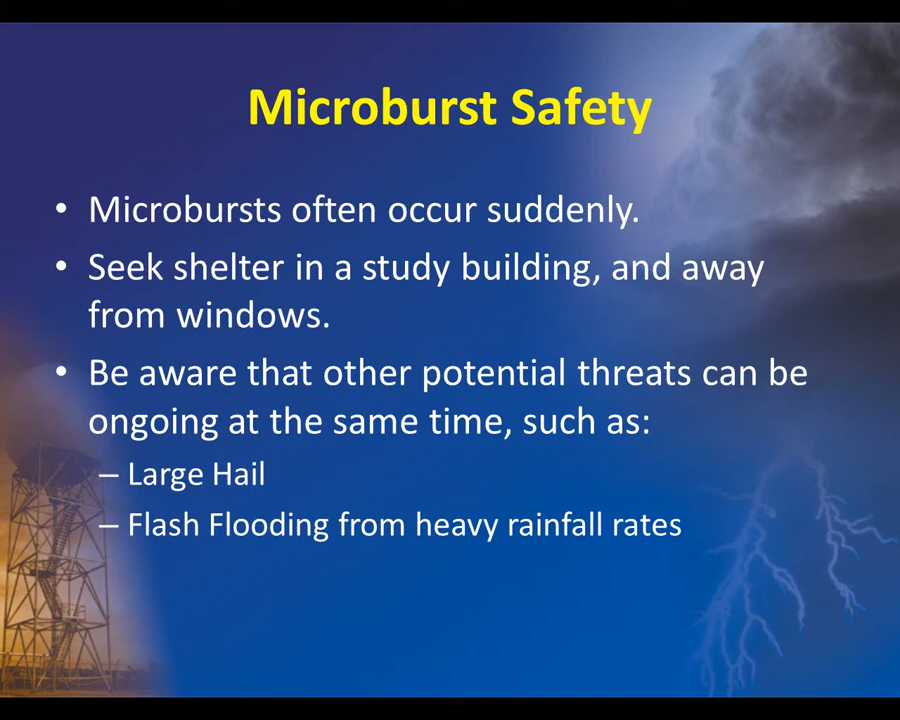 Microburst Safety
• Microbursts often occur suddenly.
• Seek shelter in a study building, and away
from windows.
• Be aware that other potential threats can be
ongoing at the same time, such as:
– Large Hail
– Flash Flooding from heavy rainfall rates